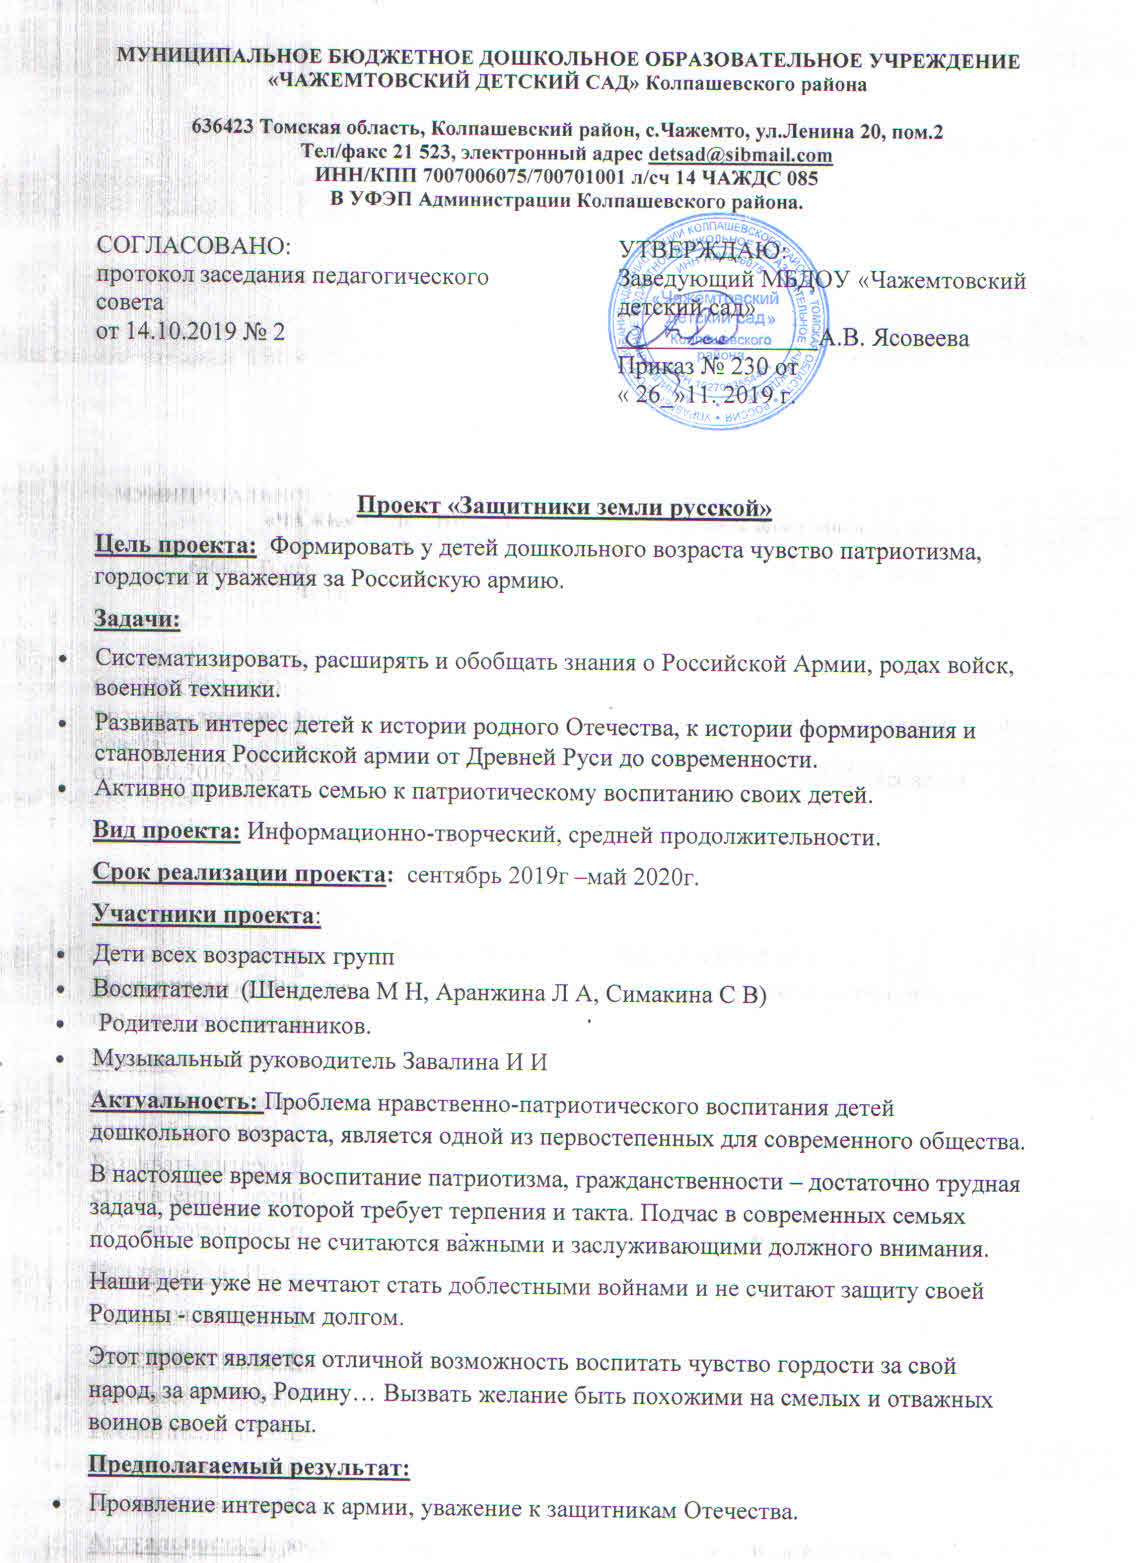 МУНИЦИПАЛЬНОЕ БЮДЖЕТНОЕ ДОШКОЛЬНОЕ ОБРАЗОВАТЕЛЬНОЕ УЧРЕЖДЕНИЕ
«ЧАЖЕМТОВСКИЙ ДЕТСКИЙ САД» Колпашевского района
636423 Томская область, Колпашевский район, с.Чажемто, ул.Ленина 20, пом.2
Тел/факс 21 523, электронный адрес detsad@sibmail.com
ИНН/КПП 7007006075/700701001 л/сч 14 ЧАЖДС 085
В УФЭП Администрации Колпашевского района.
СОГЛАСОВАНО:
протокол заседания педагогического
совета
от 14.10.2019 № 2
УТВЕРЖДАЮ:
Заведующий МБДОУ «Чажемтовский
детский сад»
А.В. Ясовеева
Приказ № 230 от
« 26_»11. 2019 г.
«Чажемтовский
детский сад»
Колпашевского
района
Проект «Защитники земли русской»
Цель проекта: Формировать у детей дошкольного возраста чувство патриотизма,
гордости и уважения за Российскую армию.
Задачи:
• Систематизировать, расширять и обобщать знания о Российской Армии, родах войск,
военной техники.
• Развивать интерес детей к истории родного Отечества, к истории формирования и
становления Российской армии от Древней Руси до современности.
• Активно привлекать семью к патриотическому воспитанию своих детей.
Вид проекта: Информационно-творческий, средней продолжительности.
Срок реализации проекта: сентябрь 2019г –май 2020г.
Участники проекта:
• Дети всех возрастных групп
• Воспитатели (Шенделева М Н, Аранжина Л А, Симакина С В)
• Родители воспитанников.
• Музыкальный руководитель Завалина И И
Актуальность: Проблема нравственно-патриотического воспитания детей
дошкольного возраста, является одной из первостепенных для современного общества.
В настоящее время воспитание патриотизма, гражданственности – достаточно трудная
задача, решение которой требует терпения и такта. Подчас в современных семьях
подобные вопросы не считаются важными и заслуживающими должного внимания.
Наши дети уже не мечтают стать доблестными войнами и не считают защиту своей
Родины - священным долгом.
Этот проект является отличной возможность воспитать чувство гордости за свой
народ, за армию, Родину… Вызвать желание быть похожими на смелых и отважных
воинов своей страны.
Предполагаемый результат:
• Проявление интереса к армии, уважение к защитникам Отечества.